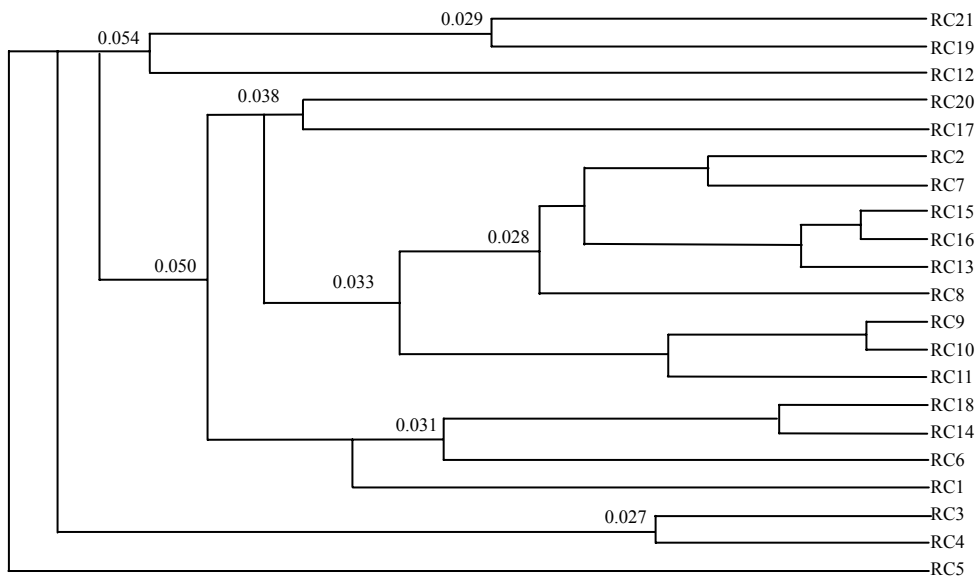 0.029 RC21
0.054 RC19
RC12
0.038 RC20
RC17
RC2
RC7
RC15
0.028 RC16
0.050 RC13
0.033 RC8
RC9
RC10
RC11
RC18
0.031 RC14
RC6
RC1
0.027 RC3
RC4
RC5